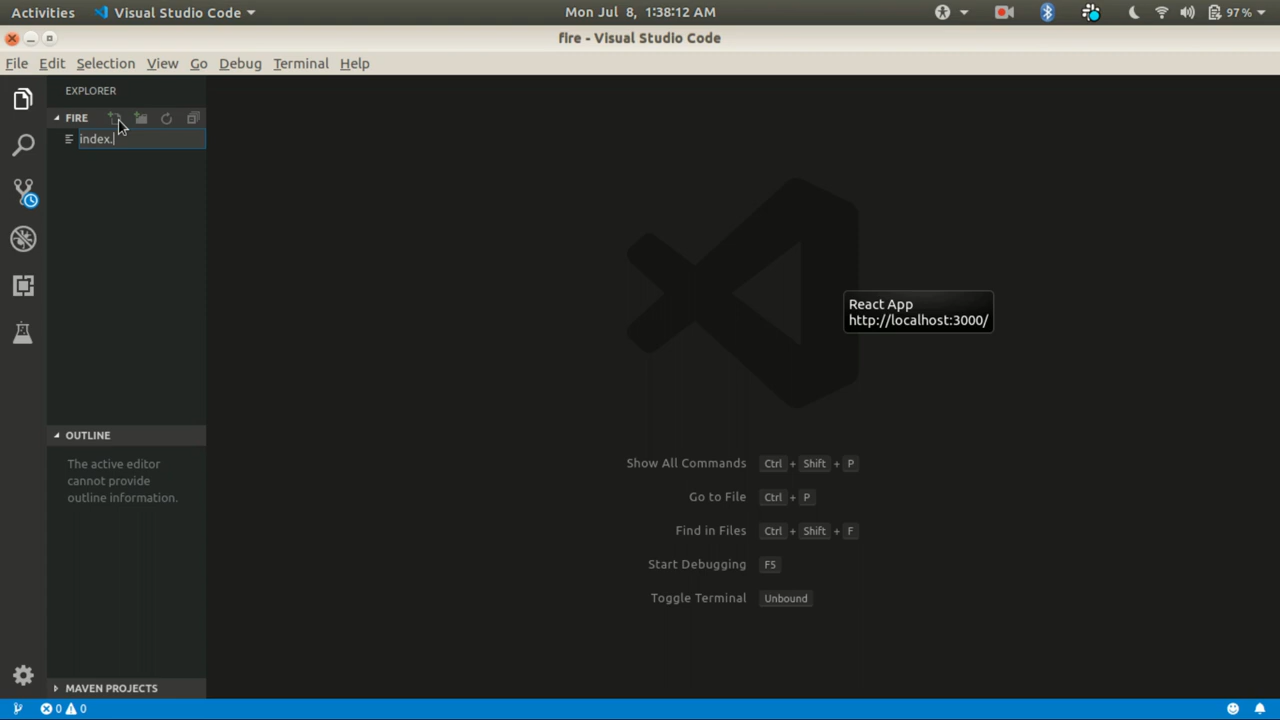 Activities Visual Studio Code Mon Jul 8, 1:38:12 AM 97%
fire - Visual Studio Code
File Edit Selection View Go Debug Terminal Help
EXPLORER
FIRE
index.
React App
http://localhost:3000/
OUTLINE
The active editor
cannot provide
outline information.
Show All Commands Ctrl + Shift + P
Go to File Ctrl + P
Find in Files Ctrl + Shift + F
Start Debugging F5
Toggle Terminal Unbound
MAVEN PROJECTS
0 0